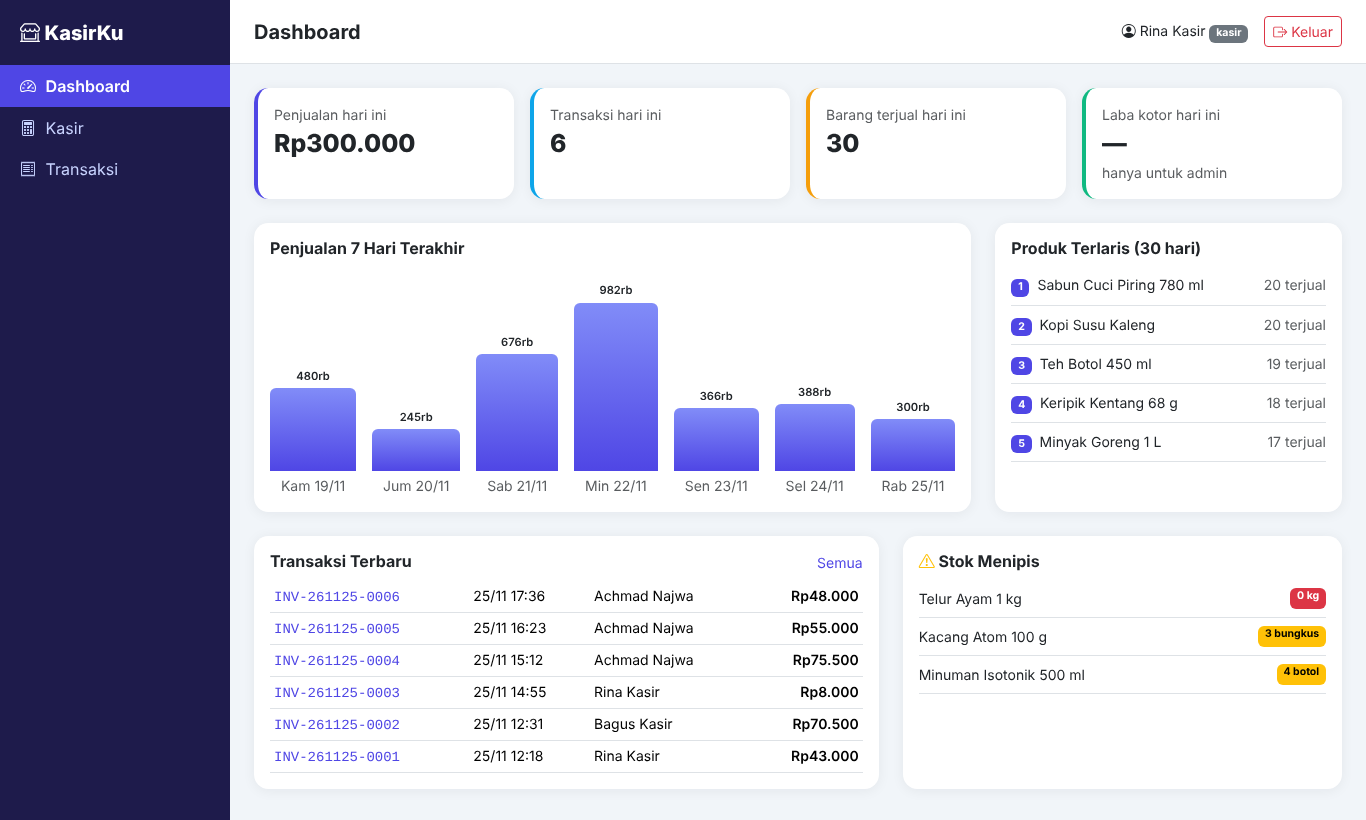 KasirKu
Dashboard
Kasir
Transaksi
Dashboard
Rina Kasir kasir
Keluar
Penjualan hari ini
Rp300.000
Transaksi hari ini
6
Barang terjual hari ini
30
Laba kotor hari ini
—
hanya untuk admin
Penjualan 7 Hari Terakhir
480rb
245rb
676rb
982rb
366rb
388rb
300rb
Kam 19/11
Jum 20/11
Sab 21/11
Min 22/11
Sen 23/11
Sel 24/11
Rab 25/11
Produk Terlaris (30 hari)
1 Sabun Cuci Piring 780 ml 20 terjual
2 Kopi Susu Kaleng 20 terjual
3 Teh Botol 450 ml 19 terjual
4 Keripik Kentang 68 g 18 terjual
5 Minyak Goreng 1 L 17 terjual
Transaksi Terbaru
Semua
INV-261125-0006 25/11 17:36 Achmad Najwa Rp48.000
INV-261125-0005 25/11 16:23 Achmad Najwa Rp55.000
INV-261125-0004 25/11 15:12 Achmad Najwa Rp75.500
INV-261125-0003 25/11 14:55 Rina Kasir Rp8.000
INV-261125-0002 25/11 12:31 Bagus Kasir Rp70.500
INV-261125-0001 25/11 12:18 Rina Kasir Rp43.000
Stok Menipis
Telur Ayam 1 kg 0 kg
Kacang Atom 100 g 3 bungkus
Minuman Isotonik 500 ml 4 botol